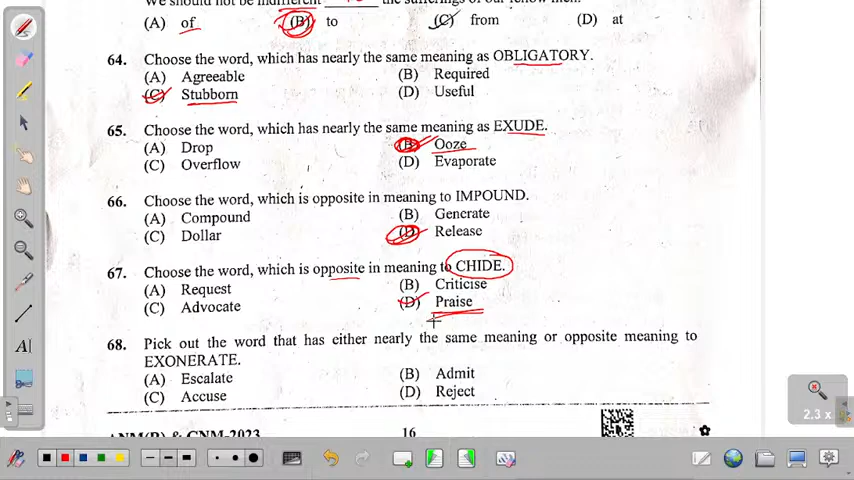 We should not be indifferent ______ the sufferings of our fellow men.
(A) of (B) to (C) from (D) at
64. Choose the word, which has nearly the same meaning as OBLIGATORY.
(A) Agreeable (B) Required
(C) Stubborn (D) Useful
65. Choose the word, which has nearly the same meaning as EXUDE.
(A) Drop (B) Ooze
(C) Overflow (D) Evaporate
66. Choose the word, which is opposite in meaning to IMPOUND.
(A) Compound (B) Generate
(C) Dollar (D) Release
67. Choose the word, which is opposite in meaning to CHIDE.
(A) Request (B) Criticise
(C) Advocate (D) Praise
68. Pick out the word that has either nearly the same meaning or opposite meaning to
EXONERATE.
(A) Escalate (B) Admit
(C) Accuse (D) Reject
ANM(R) & GNM-2023 16
A
2.3 x